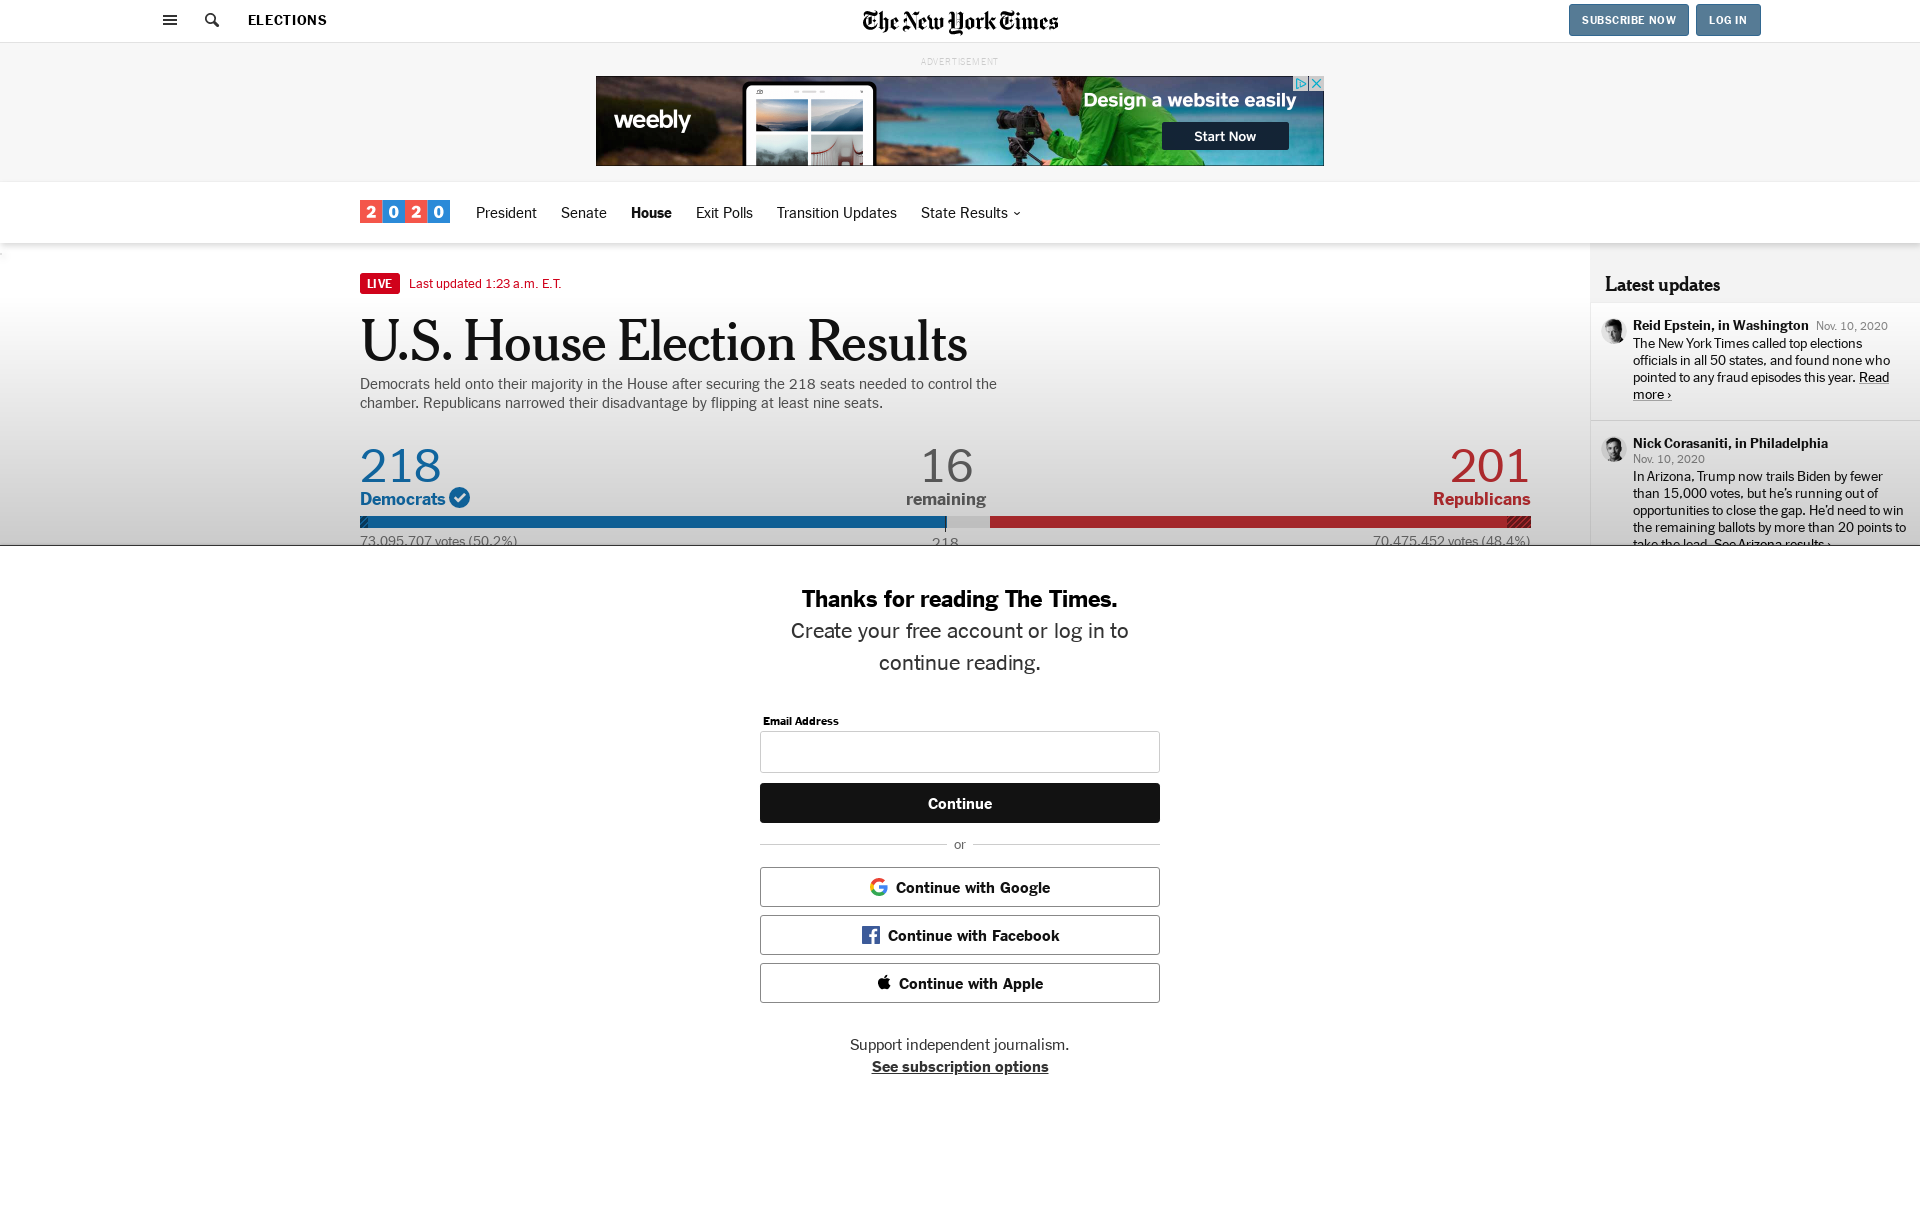 ELECTIONS
The New York Times
SUBSCRIBE NOW
LOG IN
ADVERTISEMENT
weebly
Design a website easily
Start Now
2020
President
Senate
House
Exit Polls
Transition Updates
State Results
LIVE
Last updated 1:23 a.m. E.T.
U.S. House Election Results
Democrats held onto their majority in the House after securing the 218 seats needed to control the
chamber. Republicans narrowed their disadvantage by flipping at least nine seats.
218
Democrats
16
remaining
201
Republicans
73,095,707 votes (50.2%)
218
70,475,452 votes (48.4%)
Latest updates
Reid Epstein, in Washington Nov. 10, 2020
The New York Times called top elections
officials in all 50 states, and found none who
pointed to any fraud episodes this year. Read
more ›
Nick Corasaniti, in Philadelphia
Nov. 10, 2020
In Arizona, Trump now trails Biden by fewer
than 15,000 votes, but he's running out of
opportunities to close the gap. He'd need to win
the remaining ballots by more than 20 points to
take the lead. See Arizona results ›
Thanks for reading The Times.
Create your free account or log in to
continue reading.
Email Address
Continue
or
Continue with Google
Continue with Facebook
Continue with Apple
Support independent journalism.
See subscription options